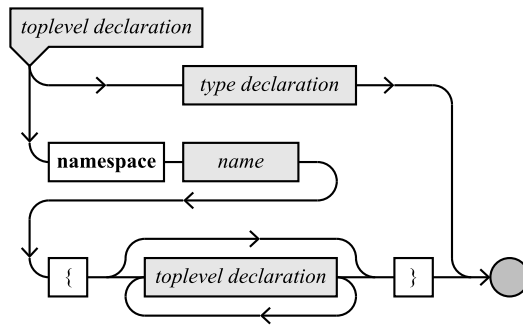 toplevel declaration
type declaration
namespace name
{ toplevel declaration }